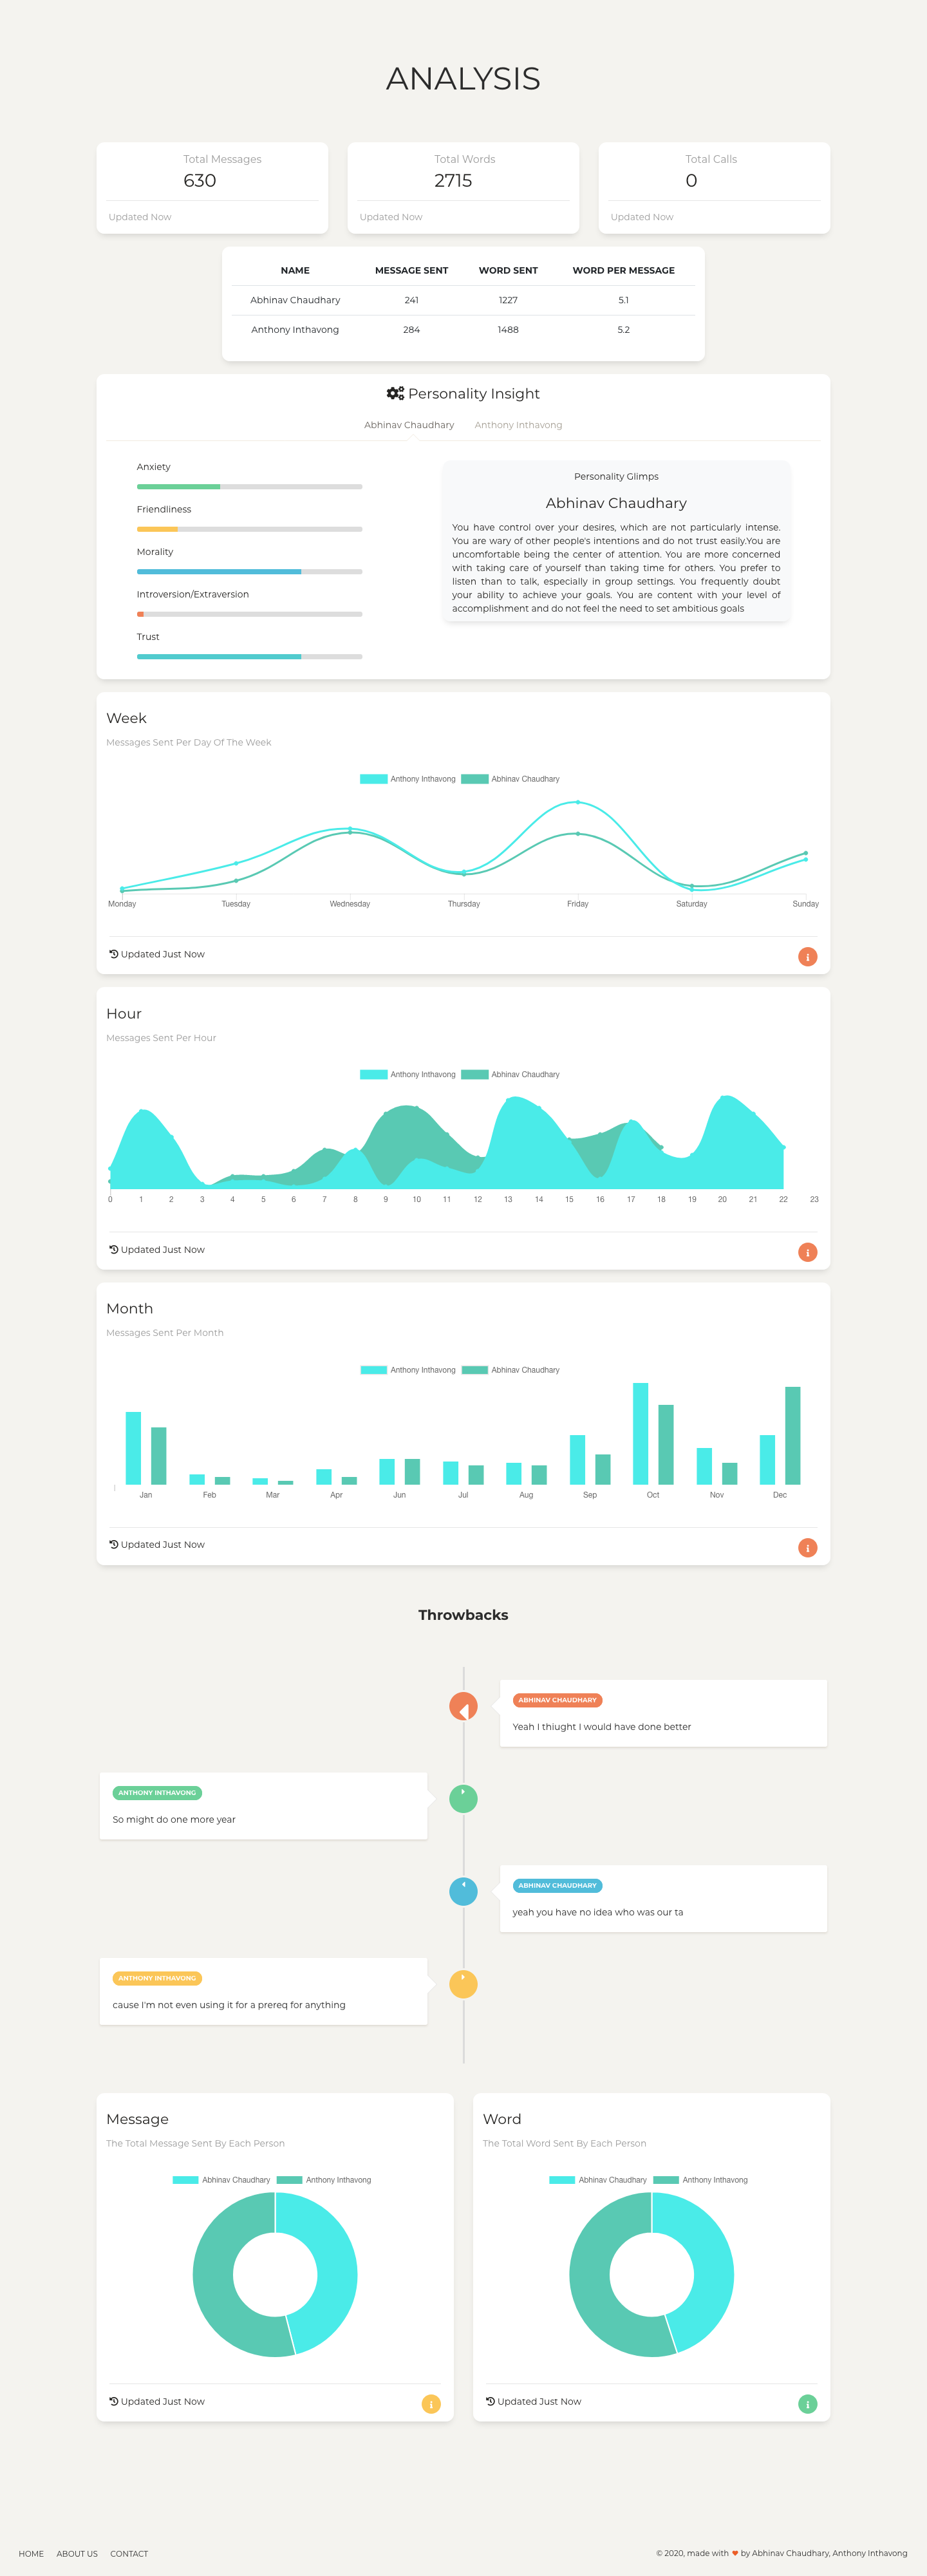 ANALYSIS
Total Messages
630
Updated Now
Total Words
2715
Updated Now
Total Calls
0
Updated Now
NAME MESSAGE SENT WORD SENT WORD PER MESSAGE
Abhinav Chaudhary 241 1227 5.1
Anthony Inthavong 284 1488 5.2
Personality Insight
Abhinav Chaudhary Anthony Inthavong
Anxiety
Friendliness
Morality
Introversion/Extraversion
Trust
Personality Glimps
Abhinav Chaudhary
You have control over your desires, which are not particularly intense.
You are wary of other people's intentions and do not trust easily.You are
uncomfortable being the center of attention. You are more concerned
with taking care of yourself than taking time for others. You prefer to
listen than to talk, especially in group settings. You frequently doubt
your ability to achieve your goals. You are content with your level of
accomplishment and do not feel the need to set ambitious goals
Week
Messages Sent Per Day Of The Week
Anthony Inthavong Abhinav Chaudhary
Monday Tuesday Wednesday Thursday Friday Saturday Sunday
Updated Just Now
Hour
Messages Sent Per Hour
Anthony Inthavong Abhinav Chaudhary
0 1 2 3 4 5 6 7 8 9 10 11 12 13 14 15 16 17 18 19 20 21 22 23
Updated Just Now
Month
Messages Sent Per Month
Anthony Inthavong Abhinav Chaudhary
Jan Feb Mar Apr Jun Jul Aug Sep Oct Nov Dec
Updated Just Now
Throwbacks
ABHINAV CHAUDHARY
Yeah I thiught I would have done better
ANTHONY INTHAVONG
So might do one more year
ABHINAV CHAUDHARY
yeah you have no idea who was our ta
ANTHONY INTHAVONG
cause I'm not even using it for a prereq for anything
Message
The Total Message Sent By Each Person
Abhinav Chaudhary Anthony Inthavong
Updated Just Now
Word
The Total Word Sent By Each Person
Abhinav Chaudhary Anthony Inthavong
Updated Just Now
HOME ABOUT US CONTACT
© 2020, made with ♥ by Abhinav Chaudhary, Anthony Inthavong